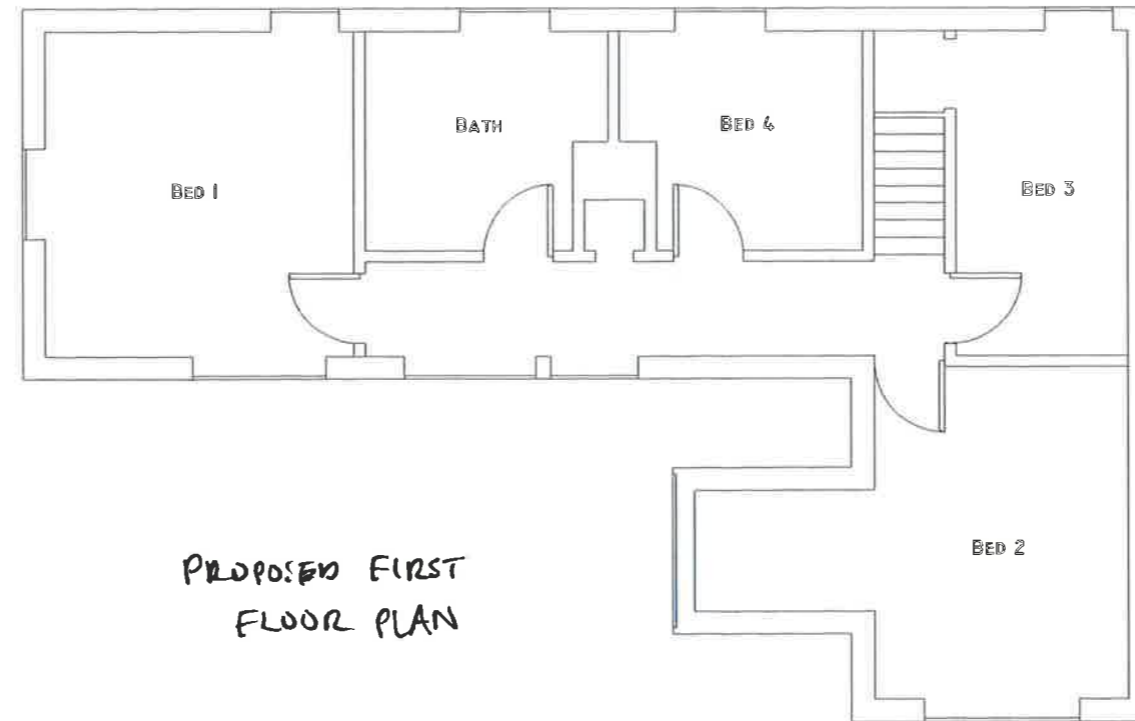 BATH
BED 4
BED 1
BED 3
BED 2
PROPOSED FIRST
FLOOR PLAN